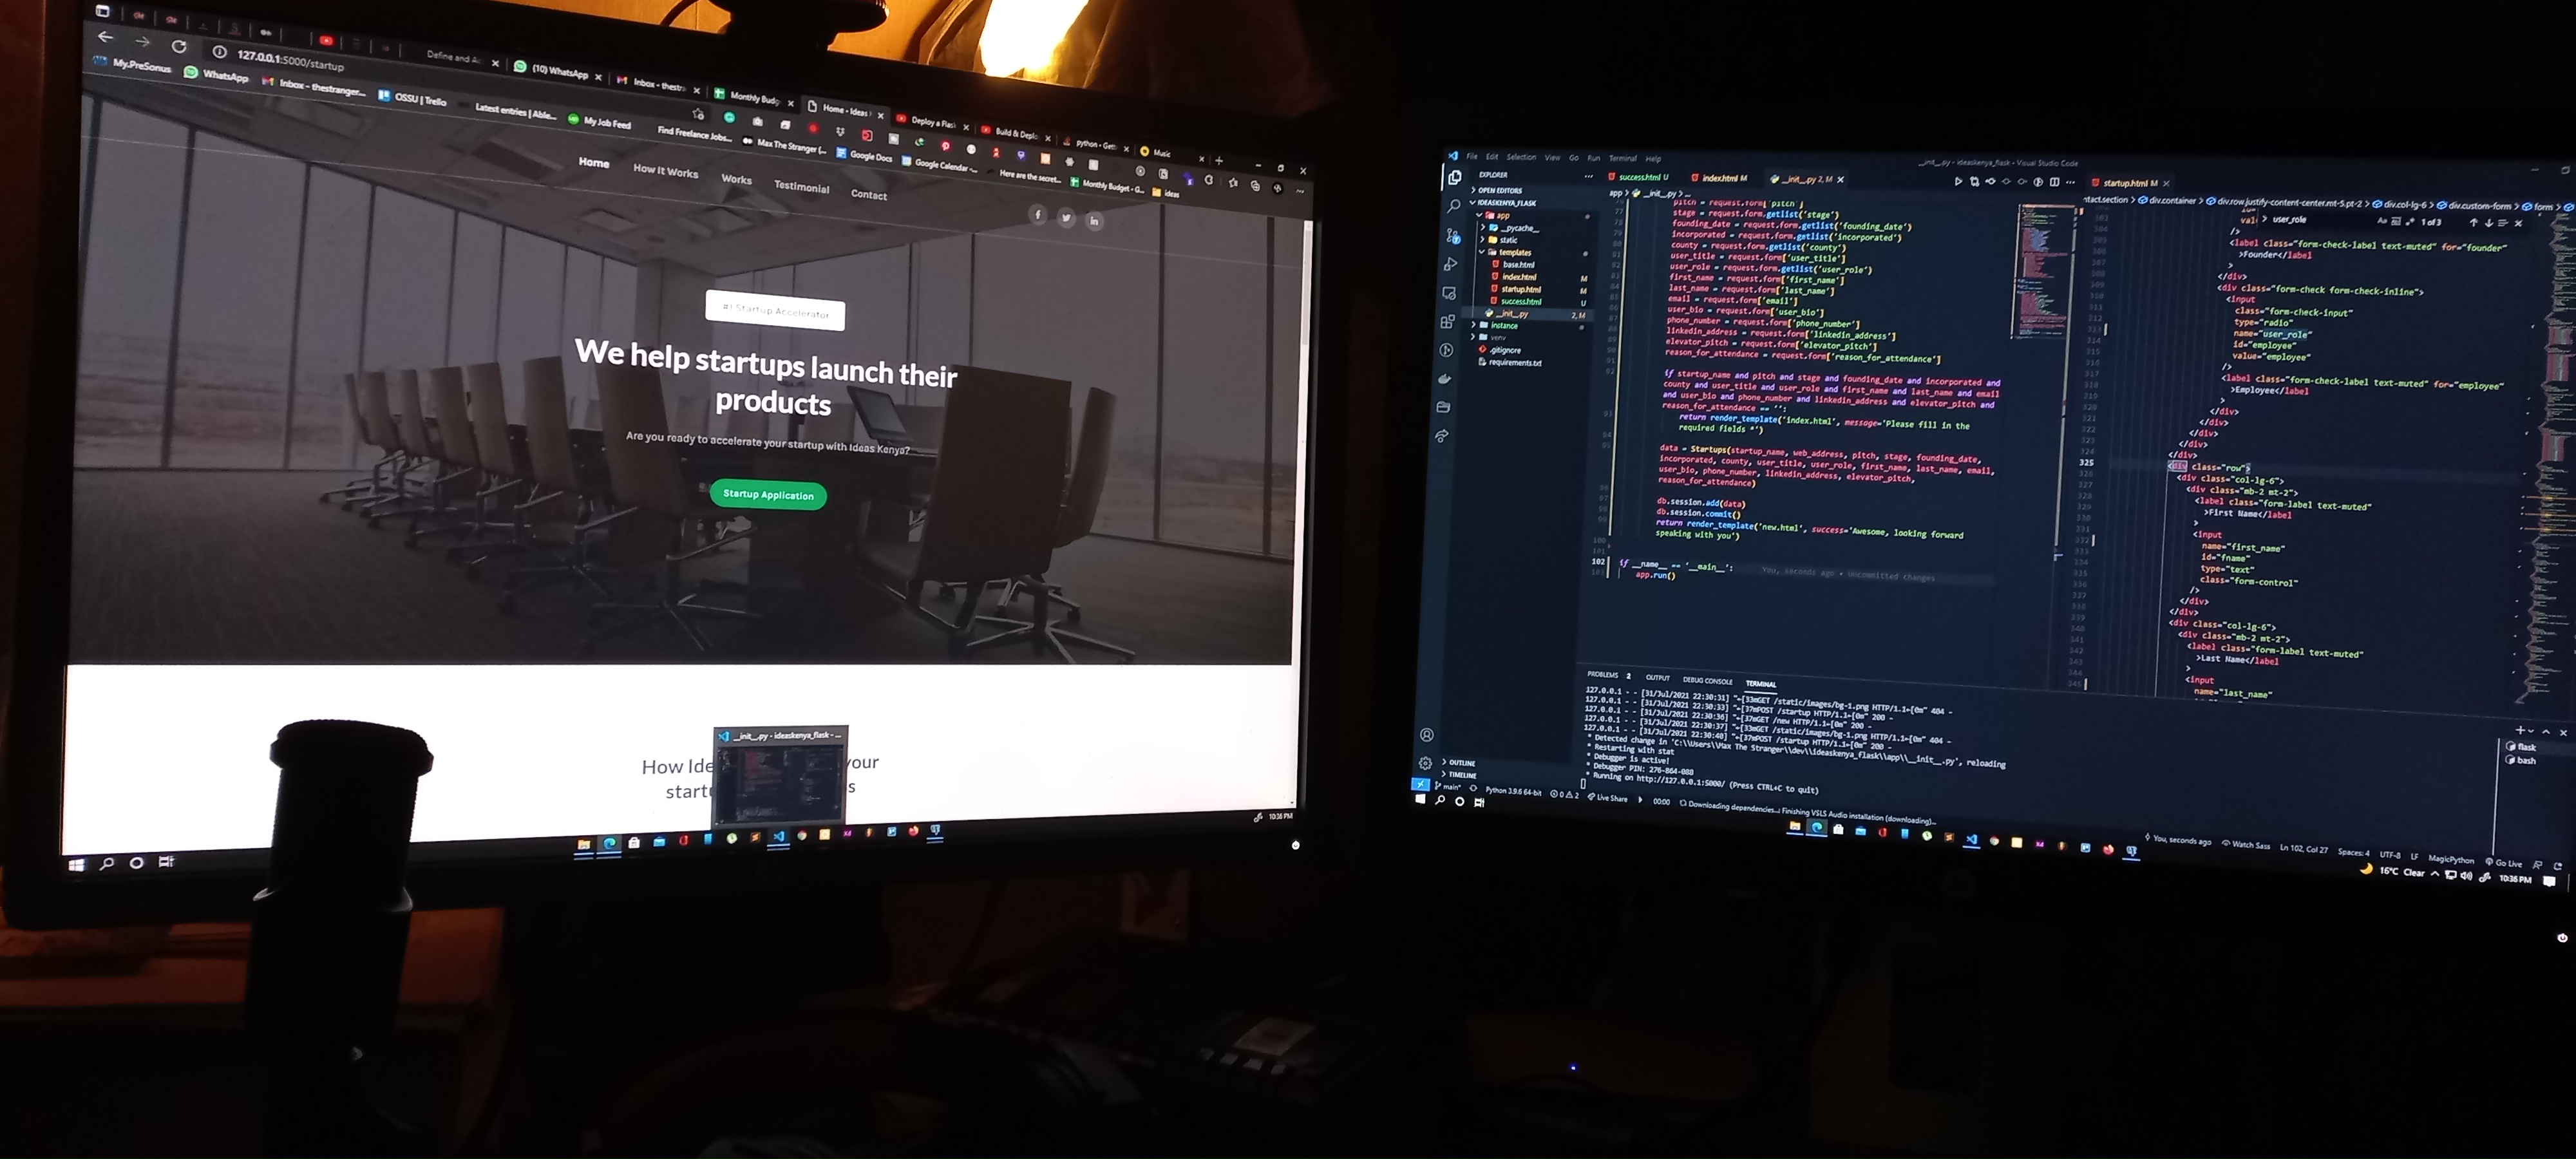 127.0.0.1:5000/startup
(10) WhatsApp
Inbox - thestr
Monthly Budg
Home - Ideas
Deploy a Flas
Build & Deplo
python - Gett
Music
My.PreSonus
WhatsApp
Inbox - thestranger...
OSSU | Trello
Latest entries | Able...
My Job Feed
Find Freelance Jobs...
Max The Stranger (...
Google Docs
Google Calendar -...
Here are the secret...
Monthly Budget - G...
ideas
Home
How It Works
Works
Testimonial
Contact
#1 Startup Accelerator
We help startups launch their
products
Are you ready to accelerate your startup with Ideas Kenya?
Startup Application
How Ide
your
startu
s
__init__.py - ideaskenya_flask - ...
10:36 PM
File Edit Selection View Go Run Terminal Help
__init__.py - ideaskenya_flask - Visual Studio Code
EXPLORER
OPEN EDITORS
IDEASKENYA_FLASK
app
__pycache__
static
templates
base.html
index.html M
startup.html M
success.html U
__init__.py 2, M
instance
venv
.gitignore
requirements.txt
OUTLINE
TIMELINE
success.html U
index.html M
__init__.py 2, M
app > __init__.py > ...
pitch = request.form['pitch']
stage = request.form.getlist('stage')
founding_date = request.form.getlist('founding_date')
incorporated = request.form.getlist('incorporated')
county = request.form.getlist('county')
user_title = request.form['user_title']
user_role = request.form.getlist('user_role')
first_name = request.form['first_name']
last_name = request.form['last_name']
email = request.form['email']
user_bio = request.form['user_bio']
phone_number = request.form['phone_number']
linkedin_address = request.form['linkedin_address']
elevator_pitch = request.form['elevator_pitch']
reason_for_attendance = request.form['reason_for_attendance']
if startup_name and pitch and stage and founding_date and incorporated and
county and user_title and user_role and first_name and last_name and email
and user_bio and phone_number and linkedin_address and elevator_pitch and
reason_for_attendance == '':
return render_template('index.html', message='Please fill in the
required fields *')
data = Startups(startup_name, web_address, pitch, stage, founding_date,
incorporated, county, user_title, user_role, first_name, last_name, email,
user_bio, phone_number, linkedin_address, elevator_pitch,
reason_for_attendance)
db.session.add(data)
db.session.commit()
return render_template('new.html', success='Awesome, looking forward
speaking with you')
102 if __name__ == '__main__': You, seconds ago • Uncommitted changes
app.run()
startup.html M
ntact.section > div.container > div.row.justify-content-center.mt-5.pt-2 > div.col-lg-6 > div.custom-form > form >
user_role
1 of 3
/>
<label class="form-check-label text-muted" for="founder"
>Founder</label
>
</div>
<div class="form-check form-check-inline">
<input
class="form-check-input"
type="radio"
name="user_role"
id="employee"
value="employee"
/>
<label class="form-check-label text-muted" for="employee"
>Employee</label
>
</div>
</div>
</div>
</div>
</div>
325 <div class="row">
<div class="col-lg-6">
<div class="mb-2 mt-2">
<label class="form-label text-muted"
>First Name</label
>
<input
name="first_name"
id="fname"
type="text"
class="form-control"
/>
</div>
</div>
<div class="col-lg-6">
<div class="mb-2 mt-2">
<label class="form-label text-muted"
>Last Name</label
>
<input
name="last_name"
PROBLEMS 2 OUTPUT DEBUG CONSOLE TERMINAL
127.0.0.1 - - [31/Jul/2021 22:30:31] "←[33mGET /static/images/bg-1.png HTTP/1.1←[0m" 404 -
127.0.0.1 - - [31/Jul/2021 22:30:33] "←[37mPOST /startup HTTP/1.1←[0m" 200 -
127.0.0.1 - - [31/Jul/2021 22:30:36] "←[37mGET /new HTTP/1.1←[0m" 200 -
127.0.0.1 - - [31/Jul/2021 22:30:37] "←[33mGET /static/images/bg-1.png HTTP/1.1←[0m" 404 -
127.0.0.1 - - [31/Jul/2021 22:30:40] "←[37mPOST /startup HTTP/1.1←[0m" 200 -
* Detected change in 'C:\\Users\\Max The Stranger\\dev\\ideaskenya_flask\\app\\__init__.py', reloading
* Restarting with stat
* Debugger is active!
* Debugger PIN: 276-864-088
* Running on http://127.0.0.1:5000/ (Press CTRL+C to quit)
flask
bash
main* Python 3.9.6 64-bit 0 2 Live Share 00:00 Downloading dependencies...: Finishing VSLS Audio installation (downloading)...
You, seconds ago Watch Sass Ln 102, Col 27 Spaces: 4 UTF-8 LF MagicPython Go Live
16°C Clear 10:36 PM